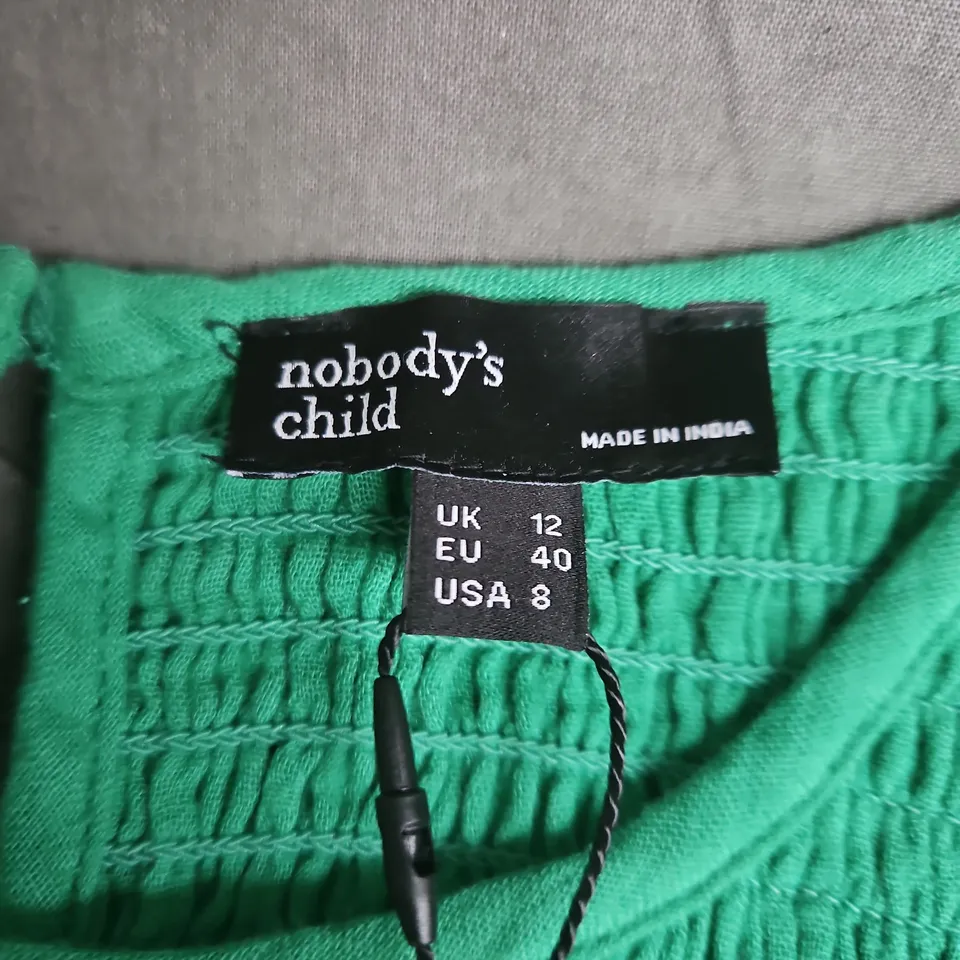 nobody's
child
MADE IN INDIA
UK 12
EU 40
USA 8